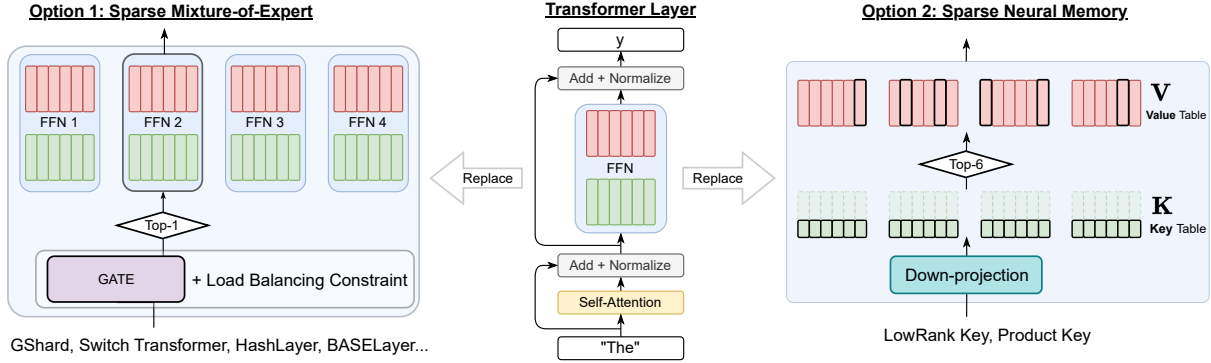 Option 1: Sparse Mixture-of-Expert
FFN 1
FFN 2
FFN 3
FFN 4
Top-1
GATE
+ Load Balancing Constraint
GShard, Switch Transformer, HashLayer, BASELayer...
Replace
Transformer Layer
y
Add + Normalize
FFN
Add + Normalize
Self-Attention
"The"
Replace
Option 2: Sparse Neural Memory
V
Value Table
Top-6
K
Key Table
Down-projection
LowRank Key, Product Key